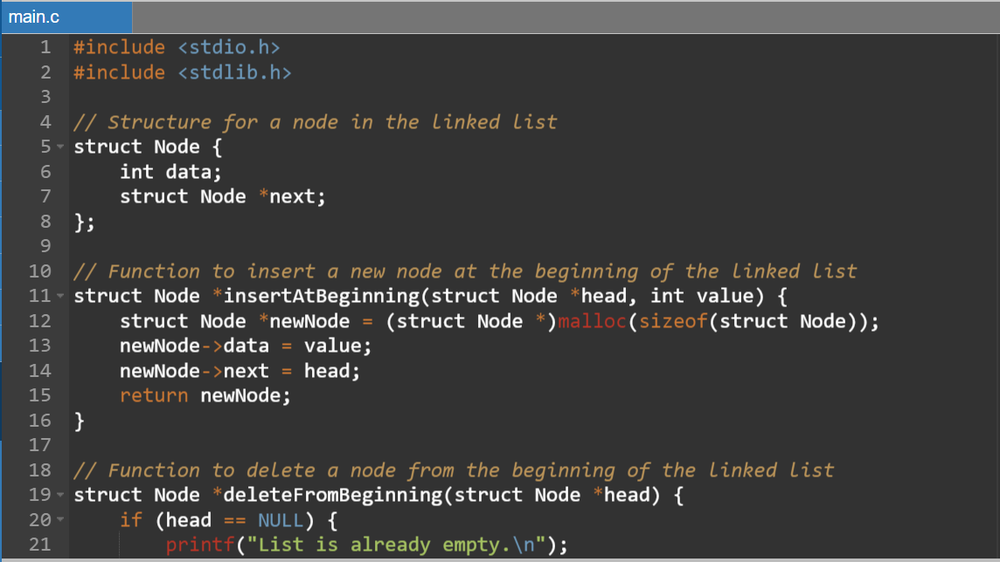 main.c
1 #include <stdio.h>
2 #include <stdlib.h>
3
4 // Structure for a node in the linked list
5 struct Node {
6     int data;
7     struct Node *next;
8 };
9
10 // Function to insert a new node at the beginning of the linked list
11 struct Node *insertAtBeginning(struct Node *head, int value) {
12     struct Node *newNode = (struct Node *)malloc(sizeof(struct Node));
13     newNode->data = value;
14     newNode->next = head;
15     return newNode;
16 }
17
18 // Function to delete a node from the beginning of the linked list
19 struct Node *deleteFromBeginning(struct Node *head) {
20     if (head == NULL) {
21         printf("List is already empty.\n");